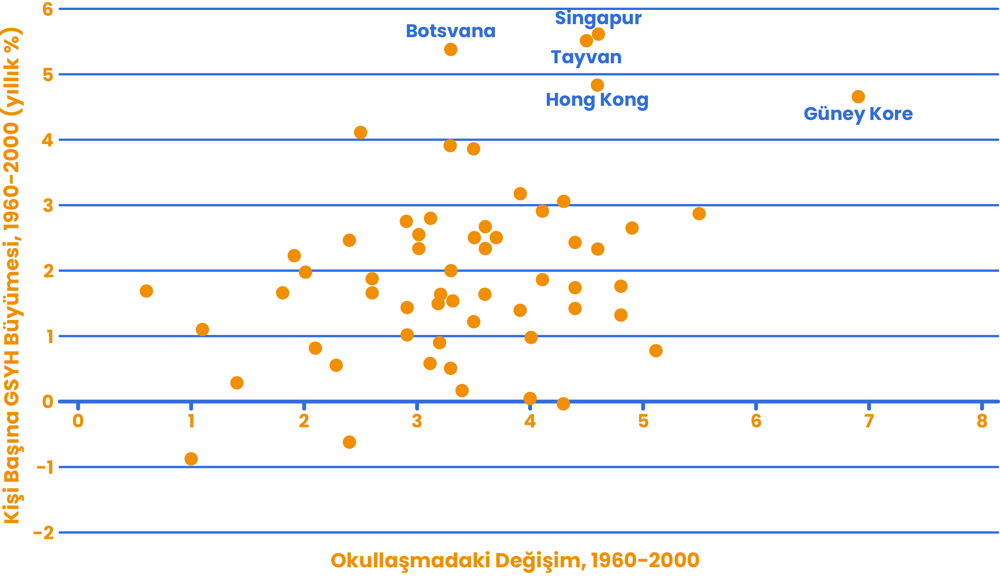 Kişi Başına GSYH Büyümesi, 1960-2000 (yıllık %)
6
5
4
3
2
1
0
-1
-2
Botsvana
Singapur
Tayvan
Hong Kong
Güney Kore
0 1 2 3 4 5 6 7 8
Okullaşmadaki Değişim, 1960-2000